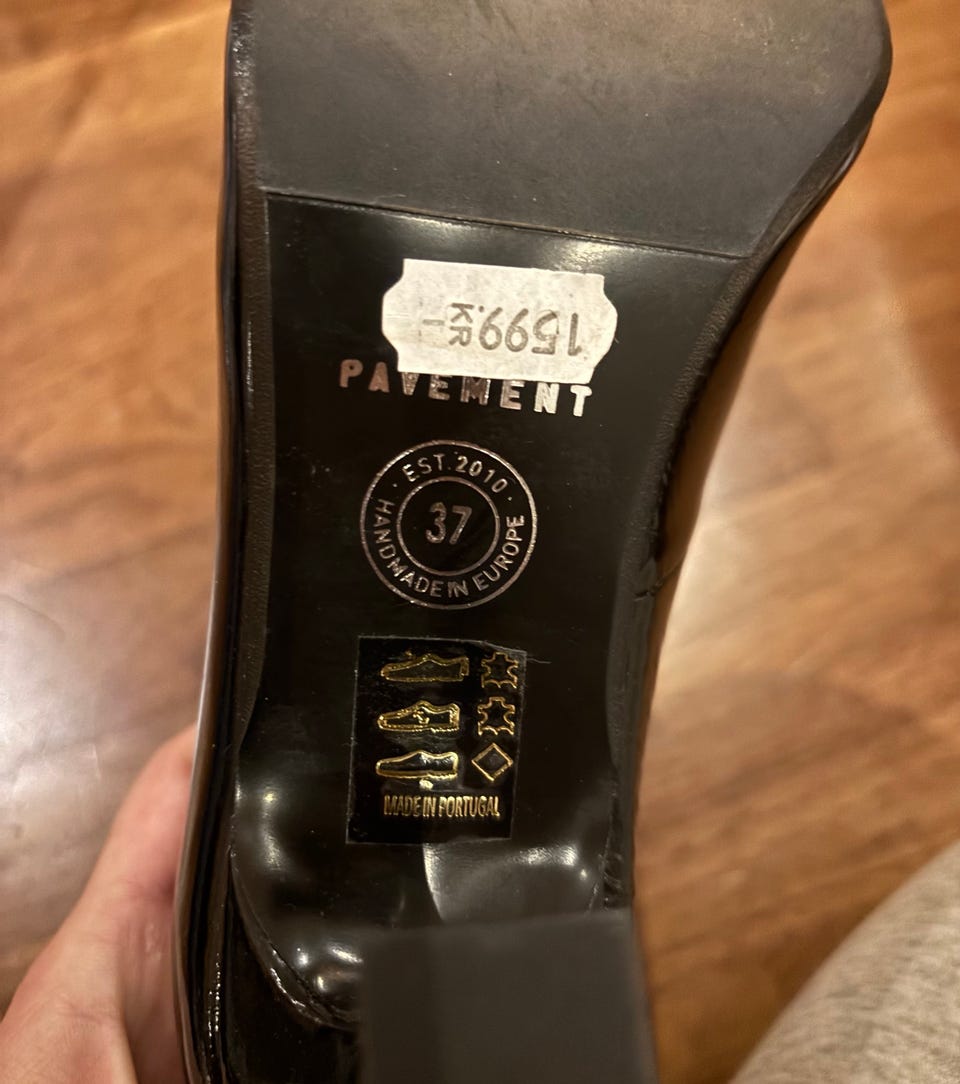 1599.-
KR
PAVEMENT
· EST. 2010 ·
37
HANDMADE IN EUROPE
MADE IN PORTUGAL